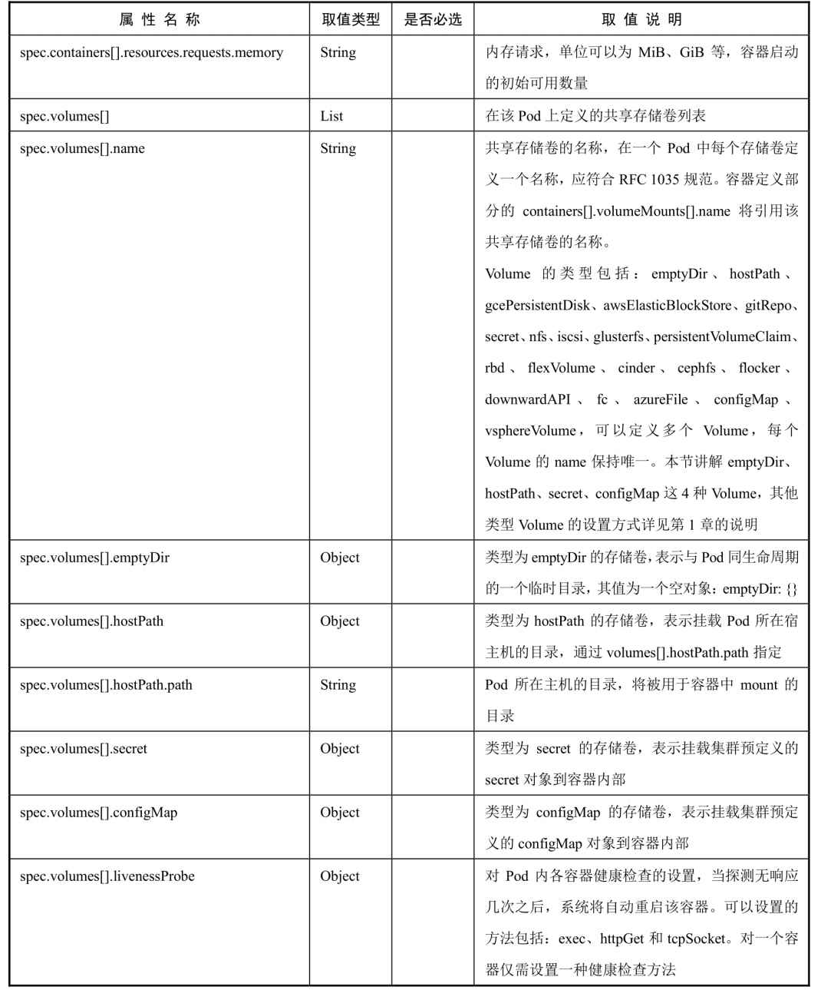 属性名称 取值类型 是否必选 取值说明
spec.containers[].resources.requests.memory String 内存请求，单位可以为 MiB、GiB 等，容器启动
的初始可用数量
spec.volumes[] List 在该 Pod 上定义的共享存储卷列表
spec.volumes[].name String 共享存储卷的名称，在一个 Pod 中每个存储卷定
义一个名称，应符合 RFC 1035 规范。容器定义部
分的 containers[].volumeMounts[].name 将引用该
共享存储卷的名称。
Volume 的类型包括：emptyDir、hostPath、
gcePersistentDisk、awsElasticBlockStore、gitRepo、
secret、nfs、iscsi、glusterfs、persistentVolumeClaim、
rbd、flexVolume、cinder、cephfs、flocker、
downwardAPI、fc、azureFile、configMap、
vsphereVolume，可以定义多个 Volume，每个
Volume 的 name 保持唯一。本节讲解 emptyDir、
hostPath、secret、configMap 这 4 种 Volume，其他
类型 Volume 的设置方式详见第 1 章的说明
spec.volumes[].emptyDir Object 类型为 emptyDir 的存储卷，表示与 Pod 同生命周期
的一个临时目录，其值为一个空对象：emptyDir: {}
spec.volumes[].hostPath Object 类型为 hostPath 的存储卷，表示挂载 Pod 所在宿
主机的目录，通过 volumes[].hostPath.path 指定
spec.volumes[].hostPath.path String Pod 所在主机的目录，将被用于容器中 mount 的
目录
spec.volumes[].secret Object 类型为 secret 的存储卷，表示挂载集群预定义的
secret 对象到容器内部
spec.volumes[].configMap Object 类型为 configMap 的存储卷，表示挂载集群预定
义的 configMap 对象到容器内部
spec.volumes[].livenessProbe Object 对 Pod 内各容器健康检查的设置，当探测无响应
几次之后，系统将自动重启该容器。可以设置的
方法包括：exec、httpGet 和 tcpSocket。对一个容
器仅需设置一种健康检查方法